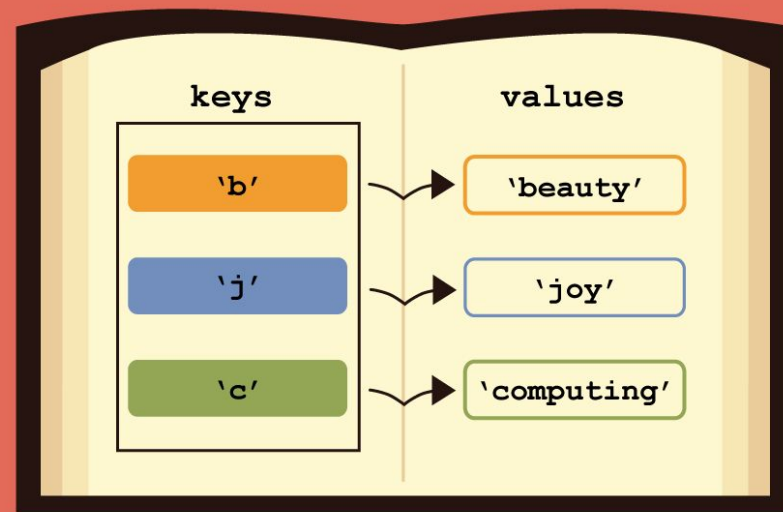 keys values
‘b’ ‘beauty’
‘j’ ‘joy’
‘c’ ‘computing’